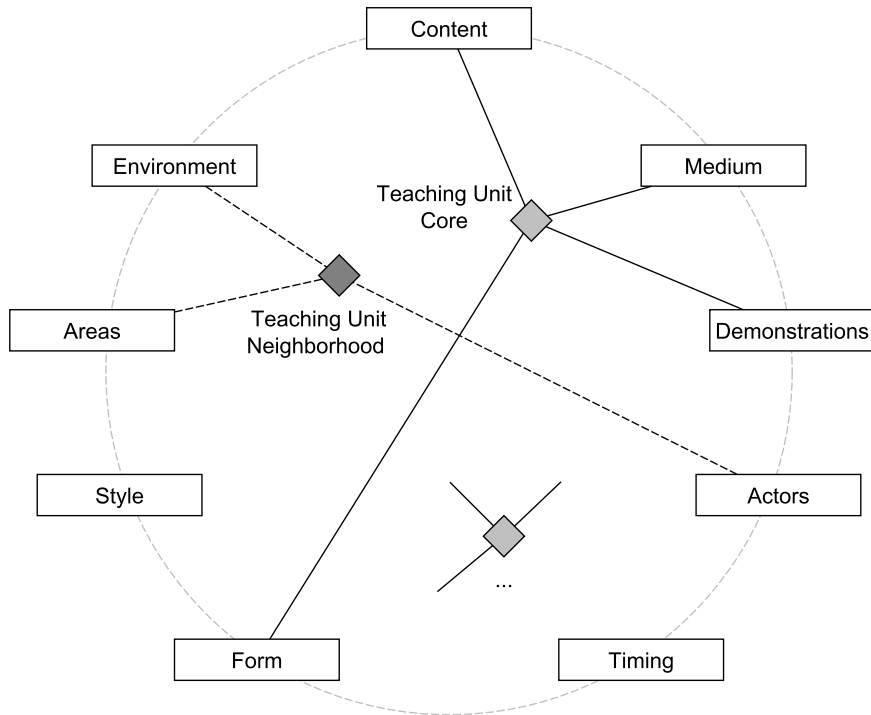 Content
Environment
Medium
Teaching Unit
Core
Areas
Teaching Unit
Neighborhood
Demonstrations
Style
Actors
...
Form
Timing